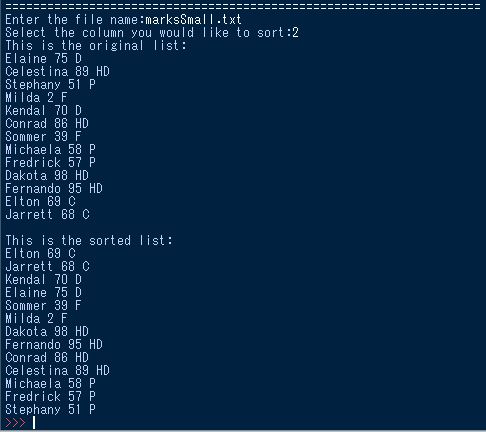 ======================================================
Enter the file name:marksSmall.txt
Select the column you would like to sort:2
This is the original list:
Elaine 75 D
Celestina 89 HD
Stephany 51 P
Milda 2 F
Kendal 70 D
Conrad 86 HD
Sommer 39 F
Michaela 58 P
Fredrick 57 P
Dakota 98 HD
Fernando 95 HD
Elton 69 C
Jarrett 68 C

This is the sorted list:
Elton 69 C
Jarrett 68 C
Kendal 70 D
Elaine 75 D
Sommer 39 F
Milda 2 F
Dakota 98 HD
Fernando 95 HD
Conrad 86 HD
Celestina 89 HD
Michaela 58 P
Fredrick 57 P
Stephany 51 P
>>>